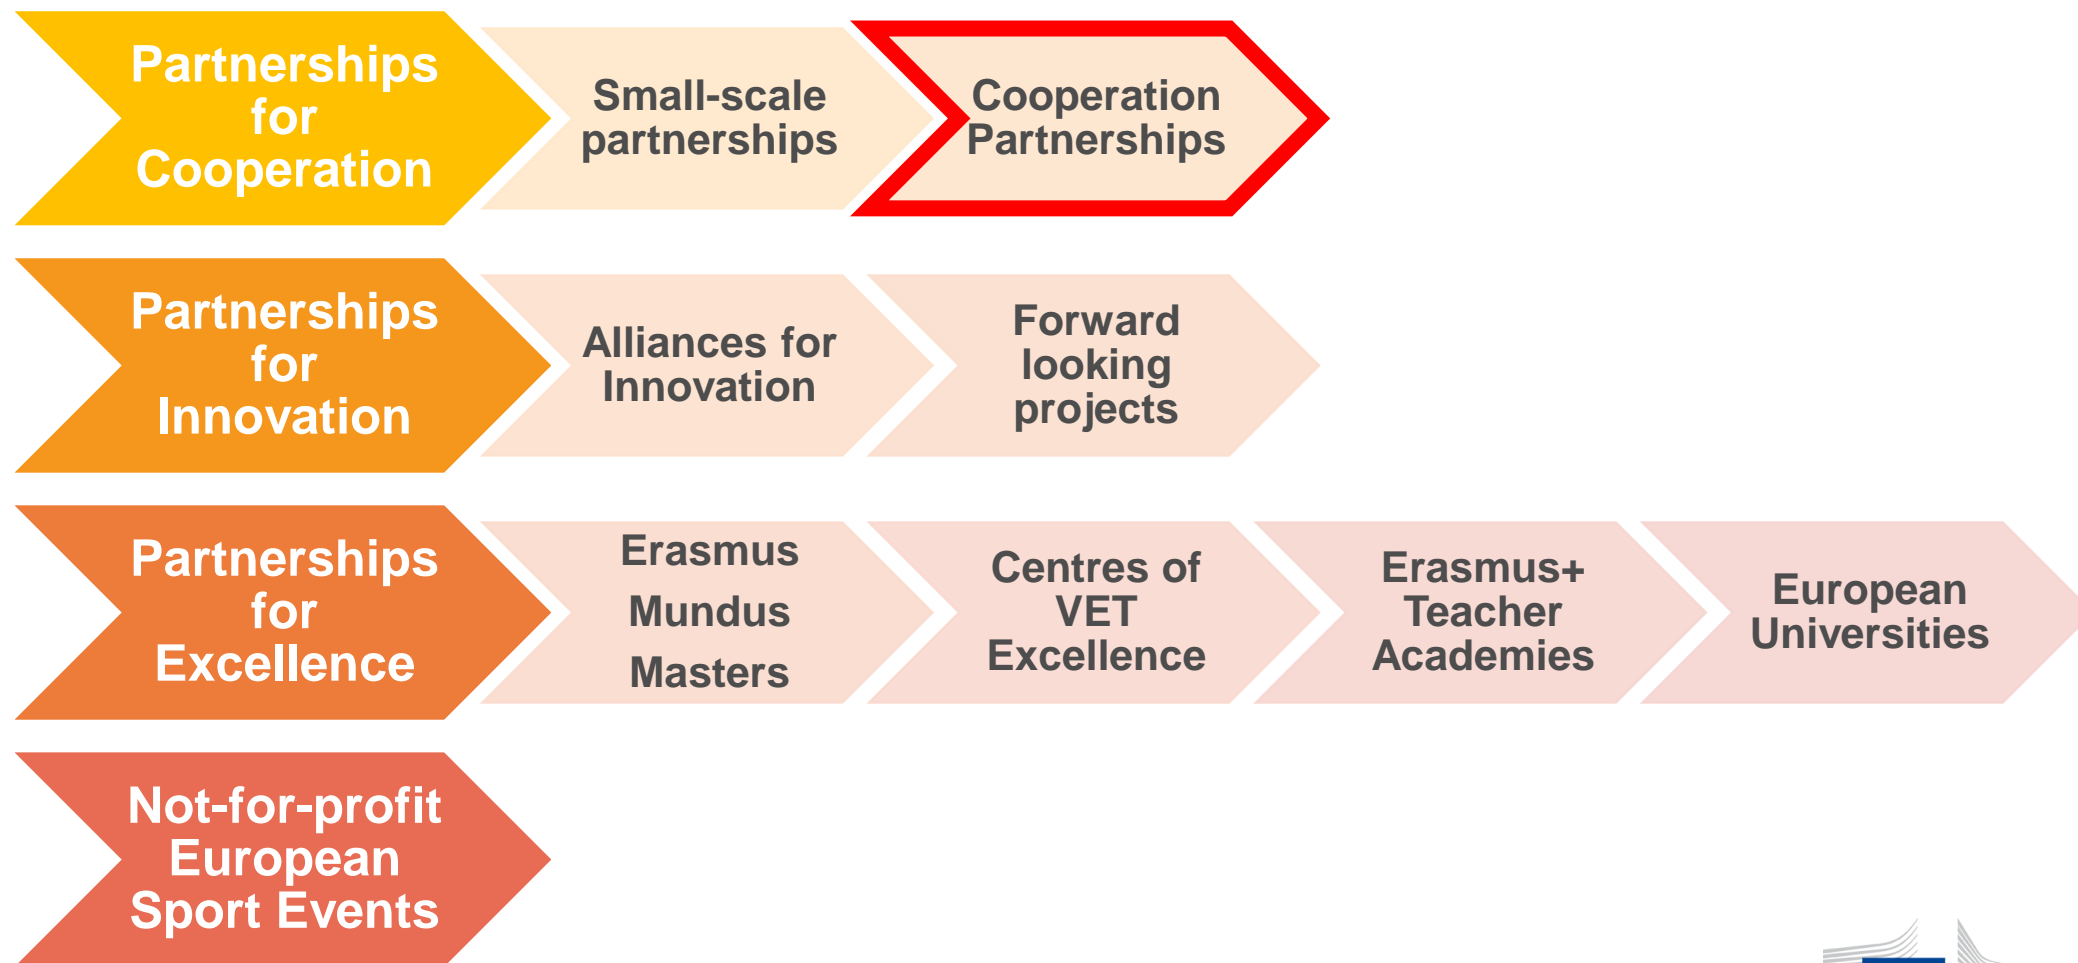 Partnerships
for
Cooperation
Small-scale
partnerships
Cooperation
Partnerships
Partnerships
for
Innovation
Alliances for
Innovation
Forward
looking
projects
Partnerships
for
Excellence
Erasmus
Mundus
Masters
Centres of
VET
Excellence
Erasmus+
Teacher
Academies
European
Universities
Not-for-profit
European
Sport Events